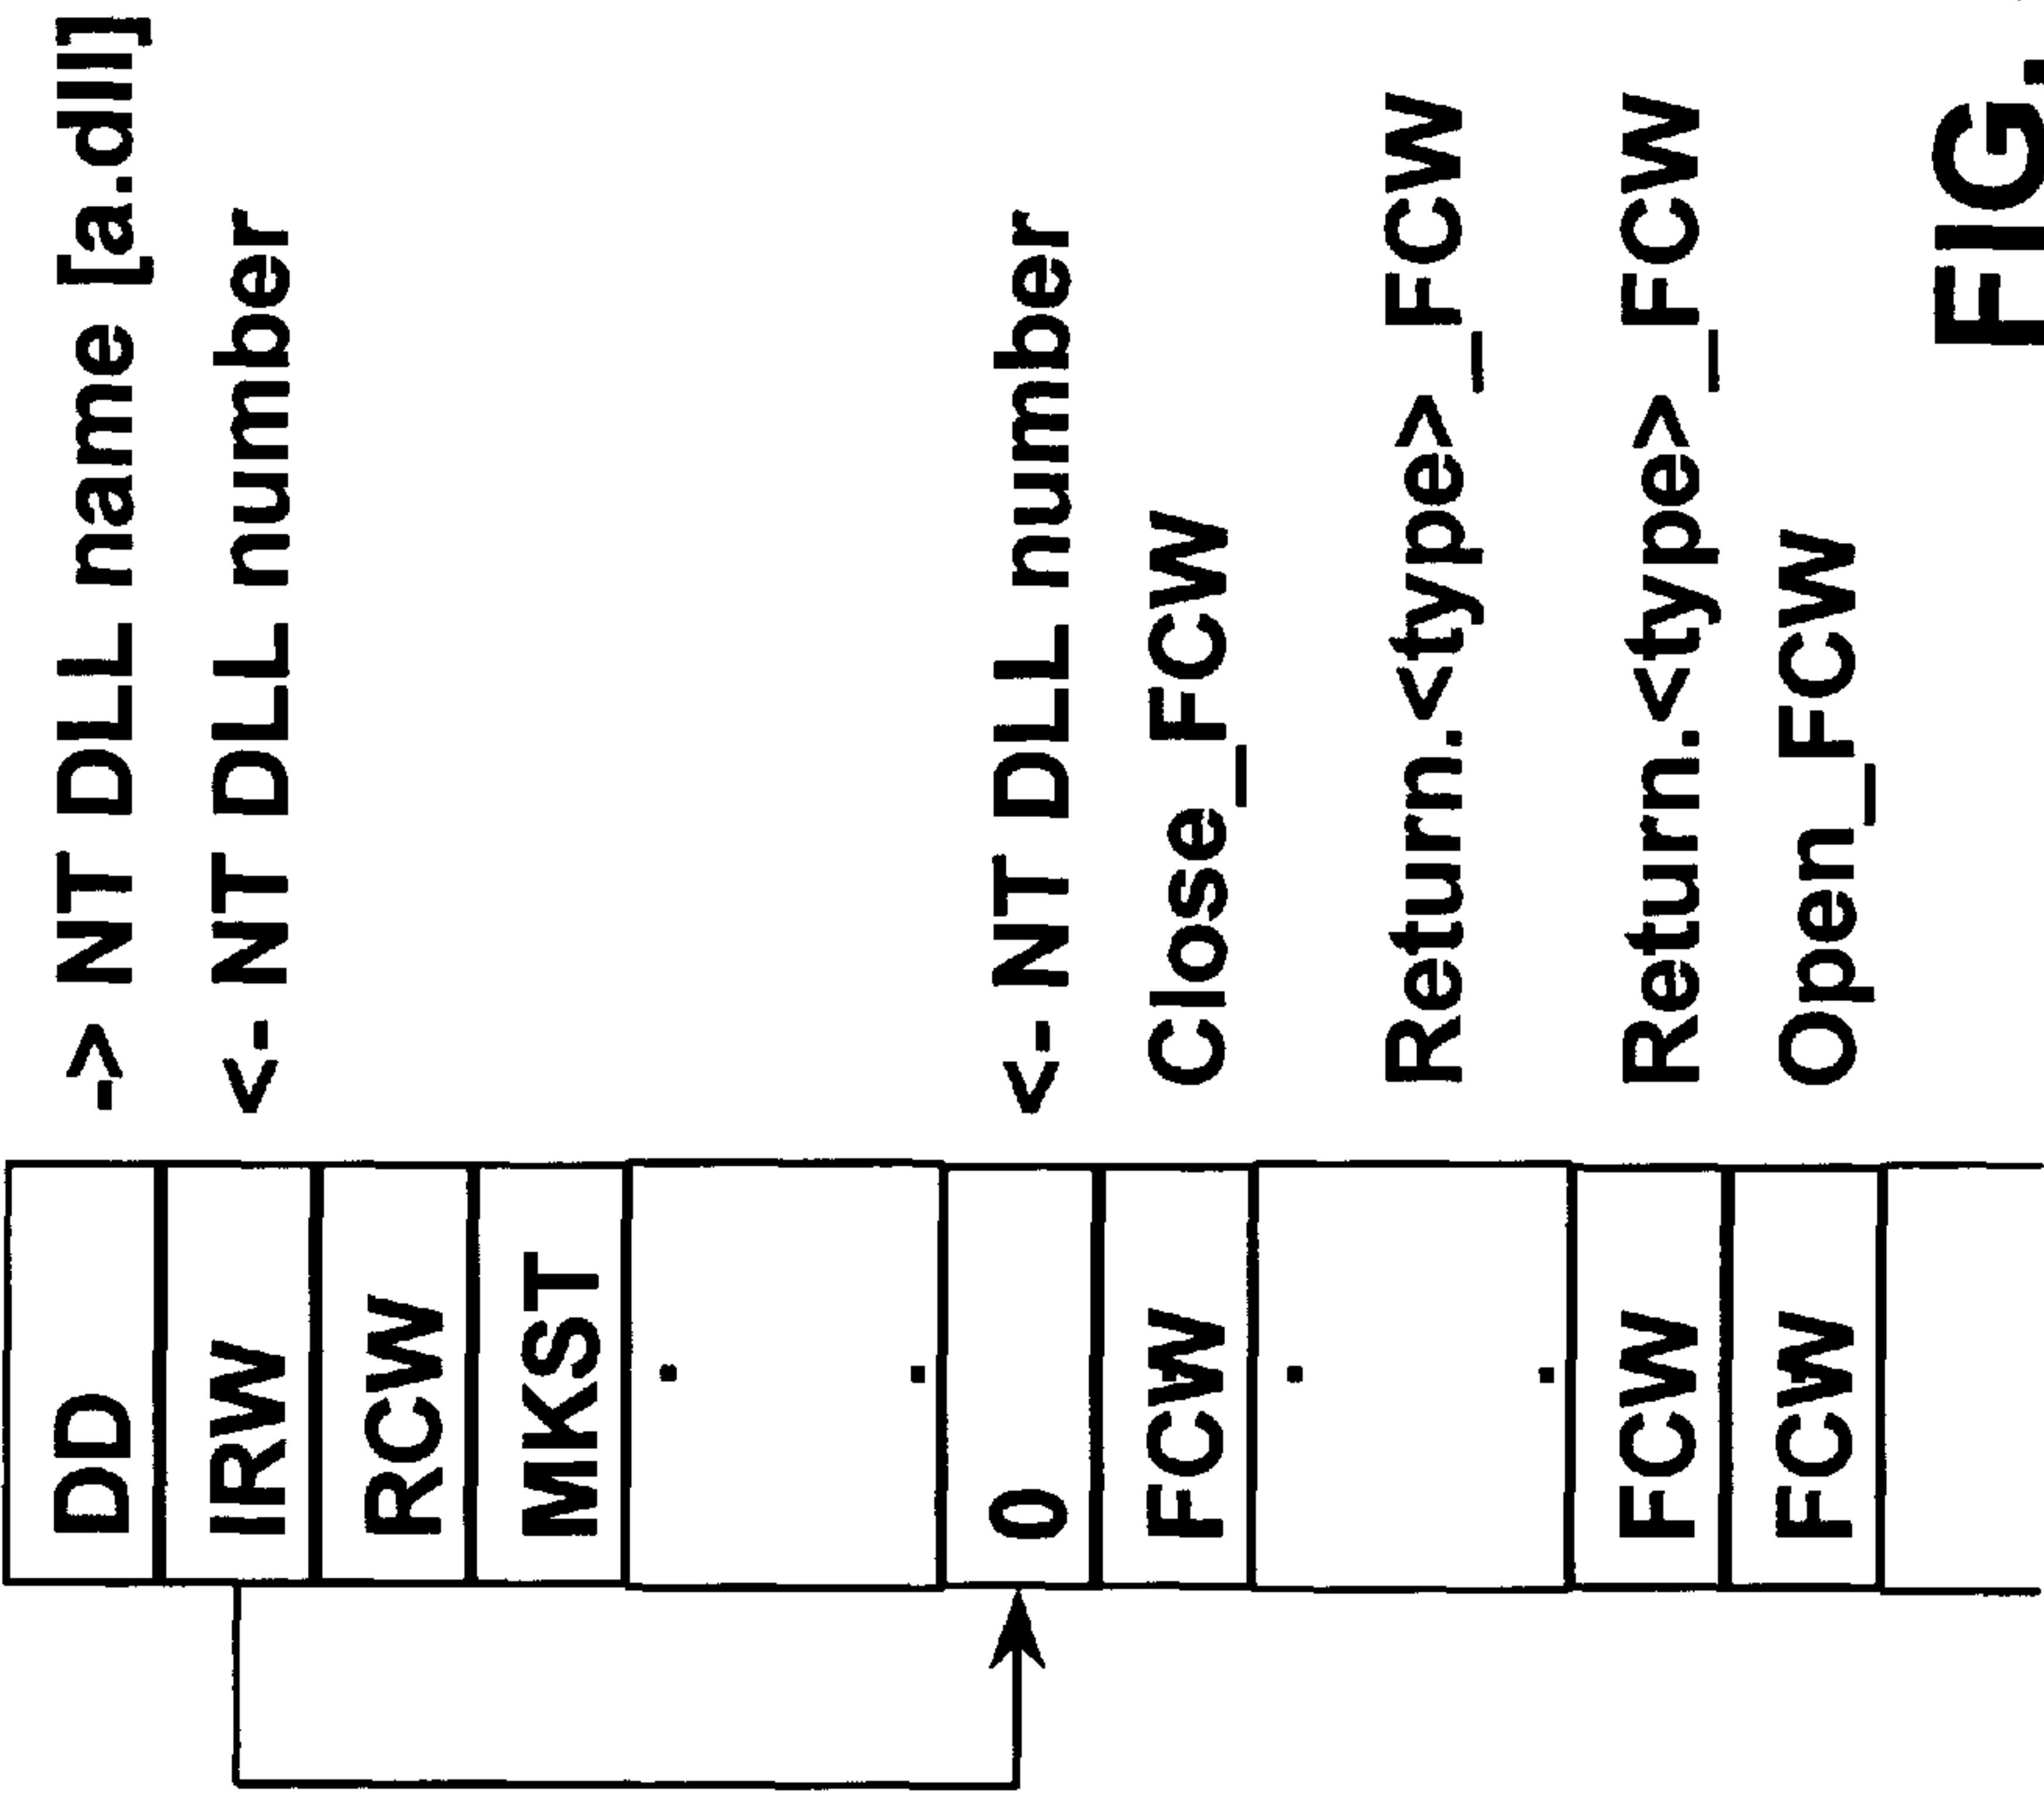 DD -> NT DLL name [a.dll]
IRW <- NT DLL number
RCW
MKST
.
.
0 <- NT DLL number
FCW Close_FCW
.
Return.<type>_FCW
.
FCW Return.<type>_FCW
FCW Open_FCW
FIG.